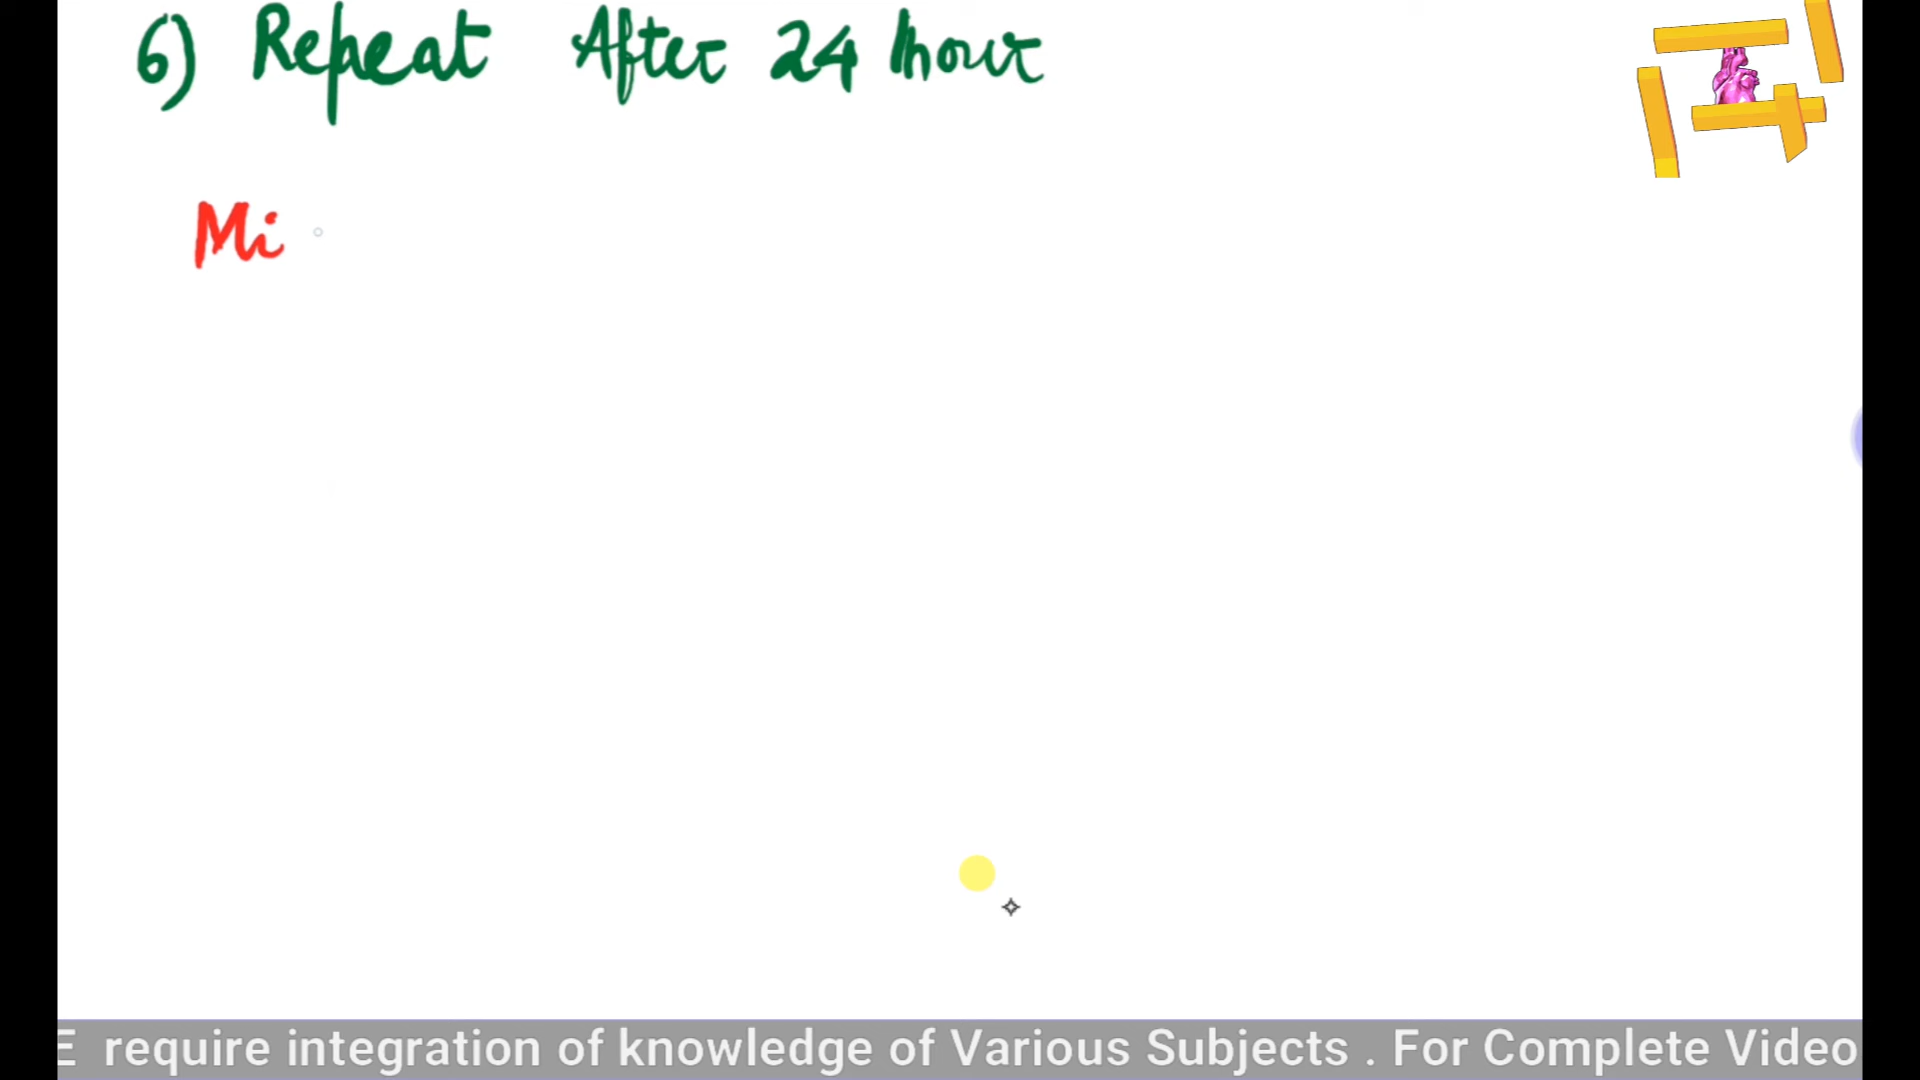 6) Repeat After 24 hour
Mi
E require integration of knowledge of Various Subjects . For Complete Video